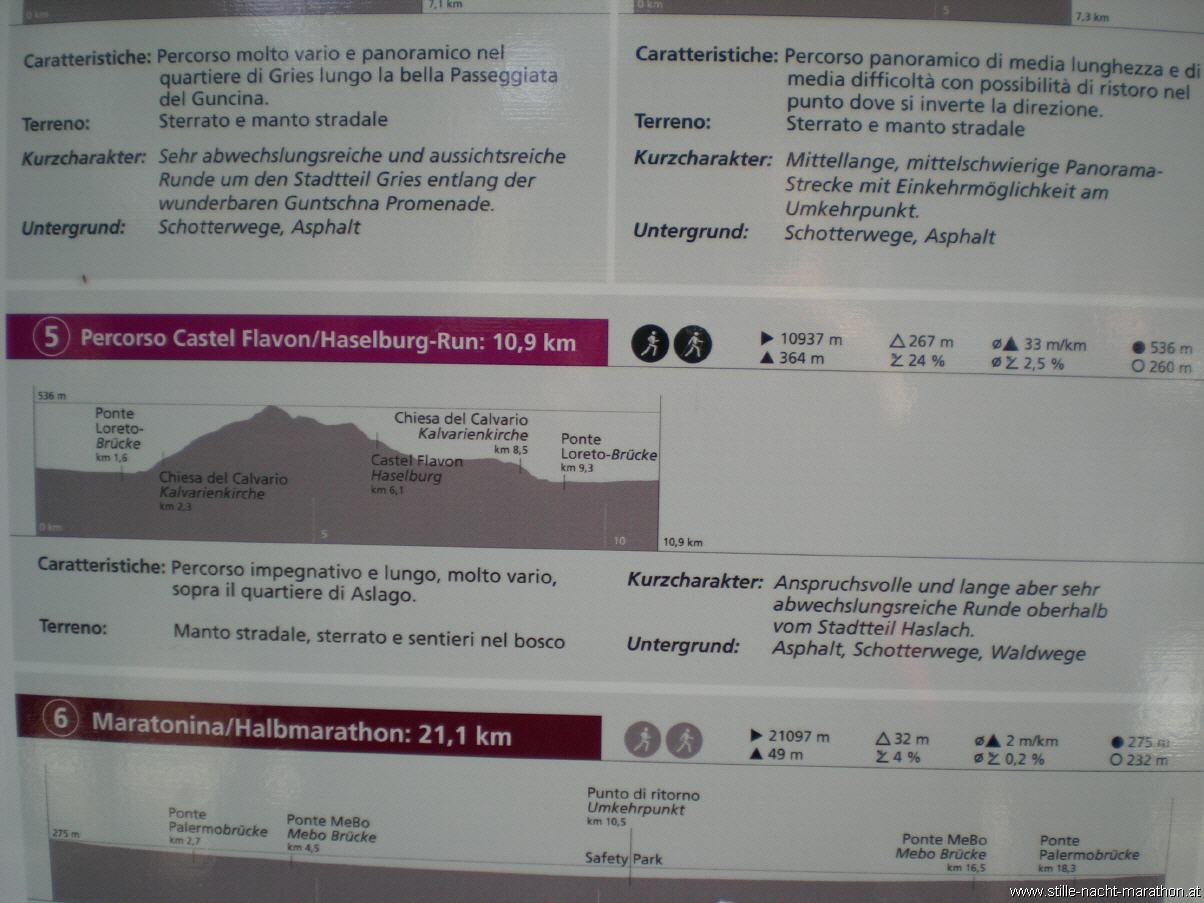 0 km
7,1 km
Caratteristiche: Percorso molto vario e panoramico nel
quartiere di Gries lungo la bella Passeggiata
del Guncina.
Terreno: Sterrato e manto stradale
Kurzcharakter: Sehr abwechslungsreiche und aussichtsreiche
Runde um den Stadtteil Gries entlang der
wunderbaren Guntschna Promenade.
Untergrund: Schotterwege, Asphalt
0 km
5
7,3 km
Caratteristiche: Percorso panoramico di media lunghezza e di
media difficoltà con possibilità di ristoro nel
punto dove si inverte la direzione.
Terreno: Sterrato e manto stradale
Kurzcharakter: Mittellange, mittelschwierige Panorama-
Strecke mit Einkehrmöglichkeit am
Umkehrpunkt.
Untergrund: Schotterwege, Asphalt
5 Percorso Castel Flavon/Haselburg-Run: 10,9 km
10937 m 267 m ø 33 m/km 536 m
364 m 24 % ø 2,5 % 260 m
536 m
Ponte
Loreto-
Brücke
km 1,6
Chiesa del Calvario
Kalvarienkirche
km 2,3
Castel Flavon
Haselburg
km 6,1
Chiesa del Calvario
Kalvarienkirche
km 8,5
Ponte
Loreto-Brücke
km 9,3
0 km
5
10
10,9 km
Caratteristiche: Percorso impegnativo e lungo, molto vario,
sopra il quartiere di Aslago.
Terreno: Manto stradale, sterrato e sentieri nel bosco
Kurzcharakter: Anspruchsvolle und lange aber sehr
abwechslungsreiche Runde oberhalb
vom Stadtteil Haslach.
Untergrund: Asphalt, Schotterwege, Waldwege
6 Maratonina/Halbmarathon: 21,1 km
21097 m 32 m ø 2 m/km 275 m
49 m 4 % ø 0,2 % 232 m
275 m
Ponte
Palermobrücke
km 2,7
Ponte MeBo
Mebo Brücke
km 4,5
Punto di ritorno
Umkehrpunkt
km 10,5
Safety Park
Ponte MeBo
Mebo Brücke
km 16,5
Ponte
Palermobrücke
km 18,3
www.stille-nacht-marathon.at